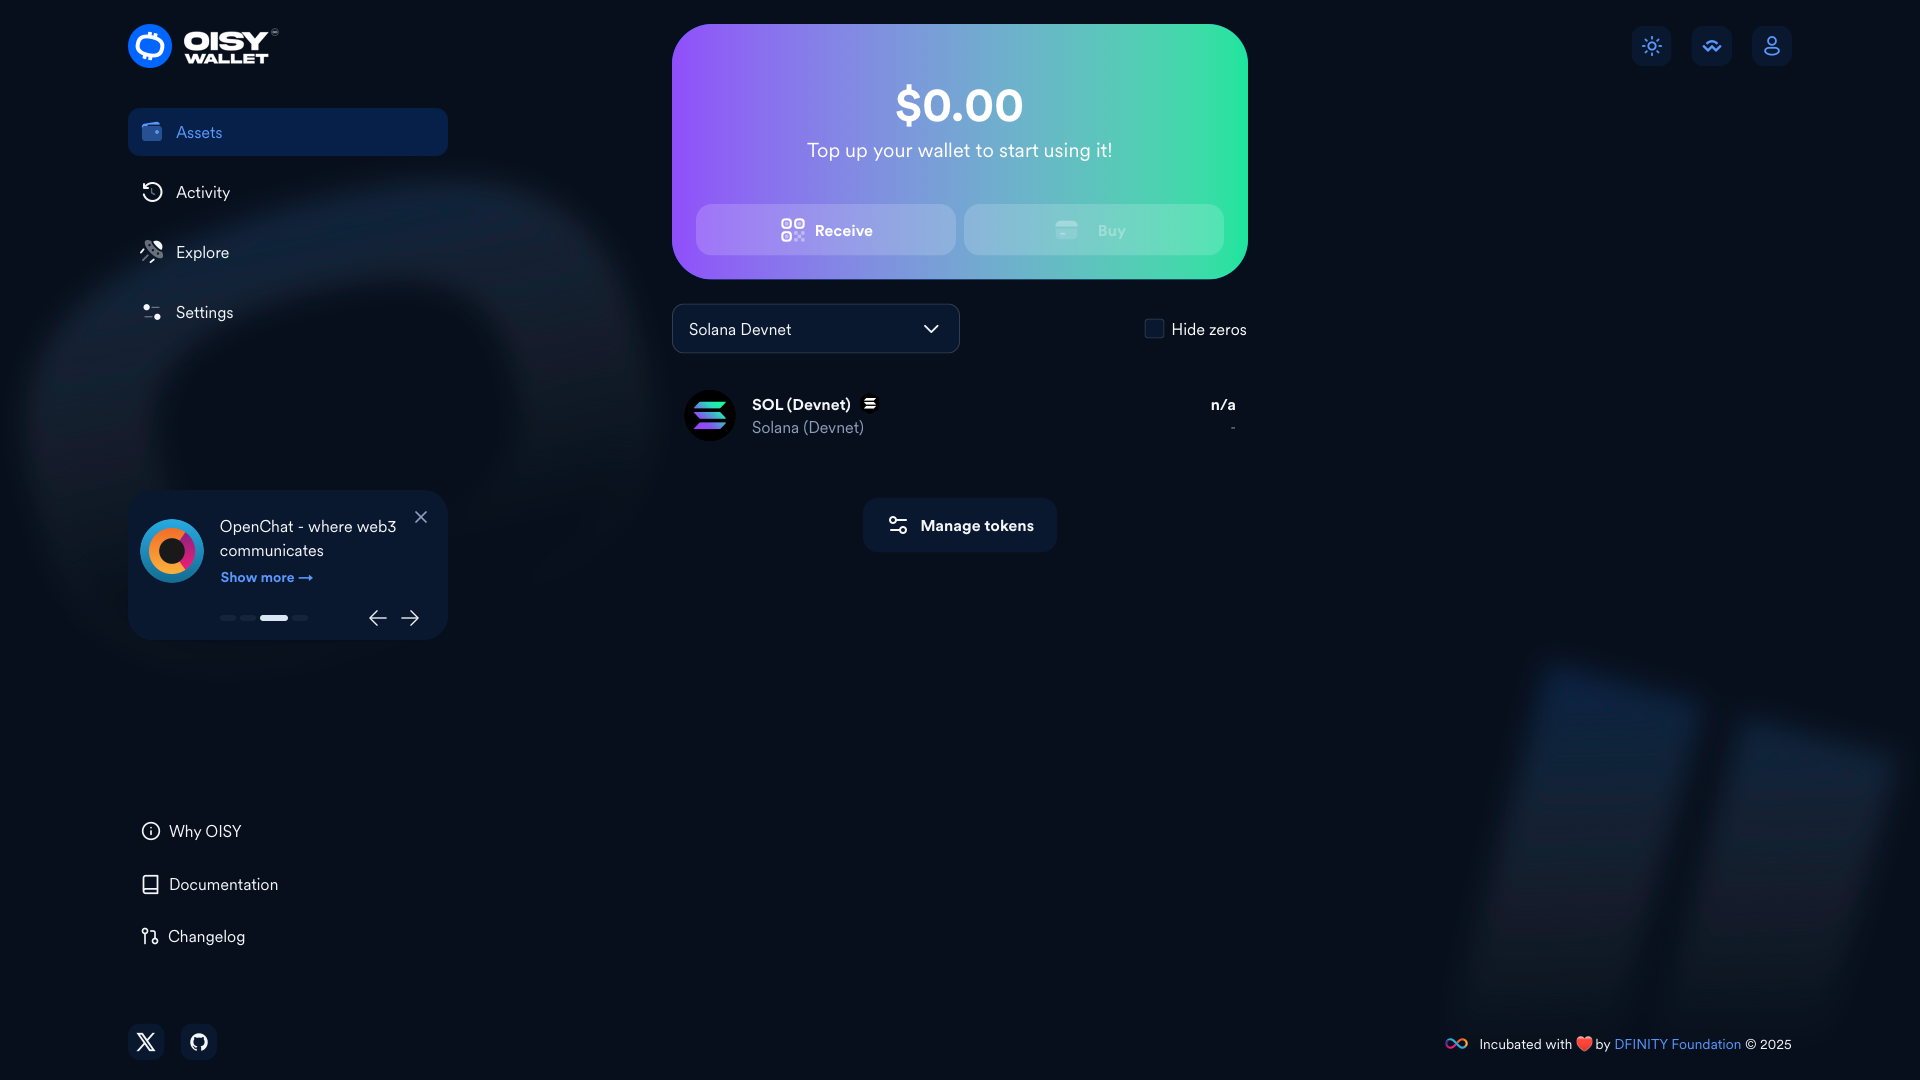 OISY
WALLET
Assets
Activity
Explore
Settings
OpenChat - where web3
communicates
Show more →
Why OISY
Documentation
Changelog
$0.00
Top up your wallet to start using it!
Receive
Buy
Solana Devnet
Hide zeros
SOL (Devnet)
n/a
Solana (Devnet)
-
Manage tokens
Incubated with ❤️ by DFINITY Foundation © 2025